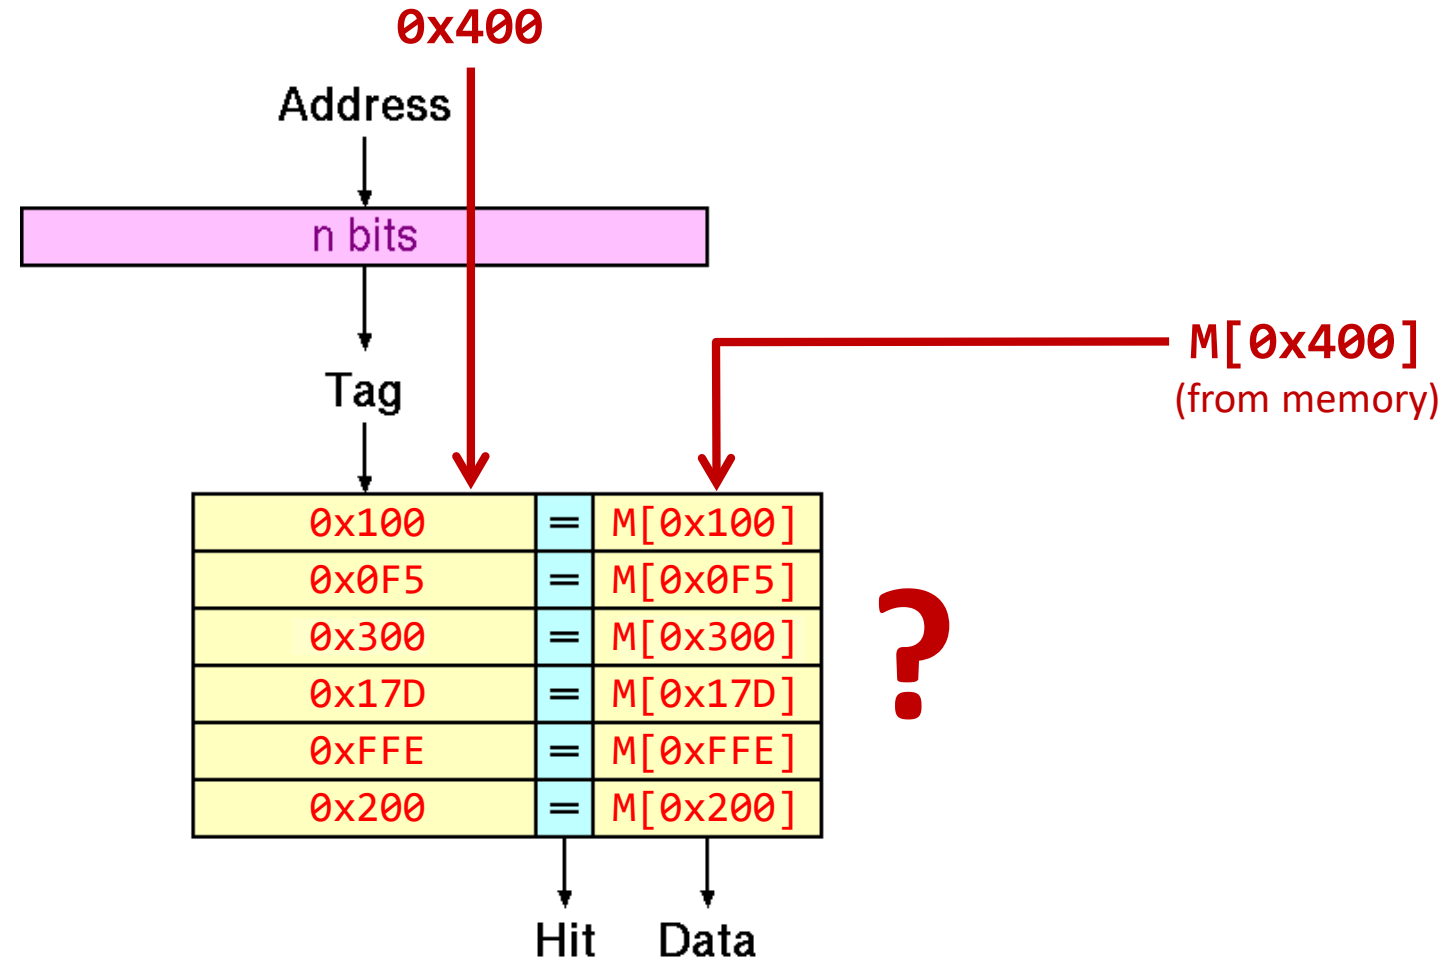 0x400
Address
n bits
M[0x400]
(from memory)
Tag
0x100 = M[0x100]
0x0F5 = M[0x0F5]
0x300 = M[0x300]
0x17D = M[0x17D]
0xFFE = M[0xFFE]
0x200 = M[0x200]
?
Hit Data